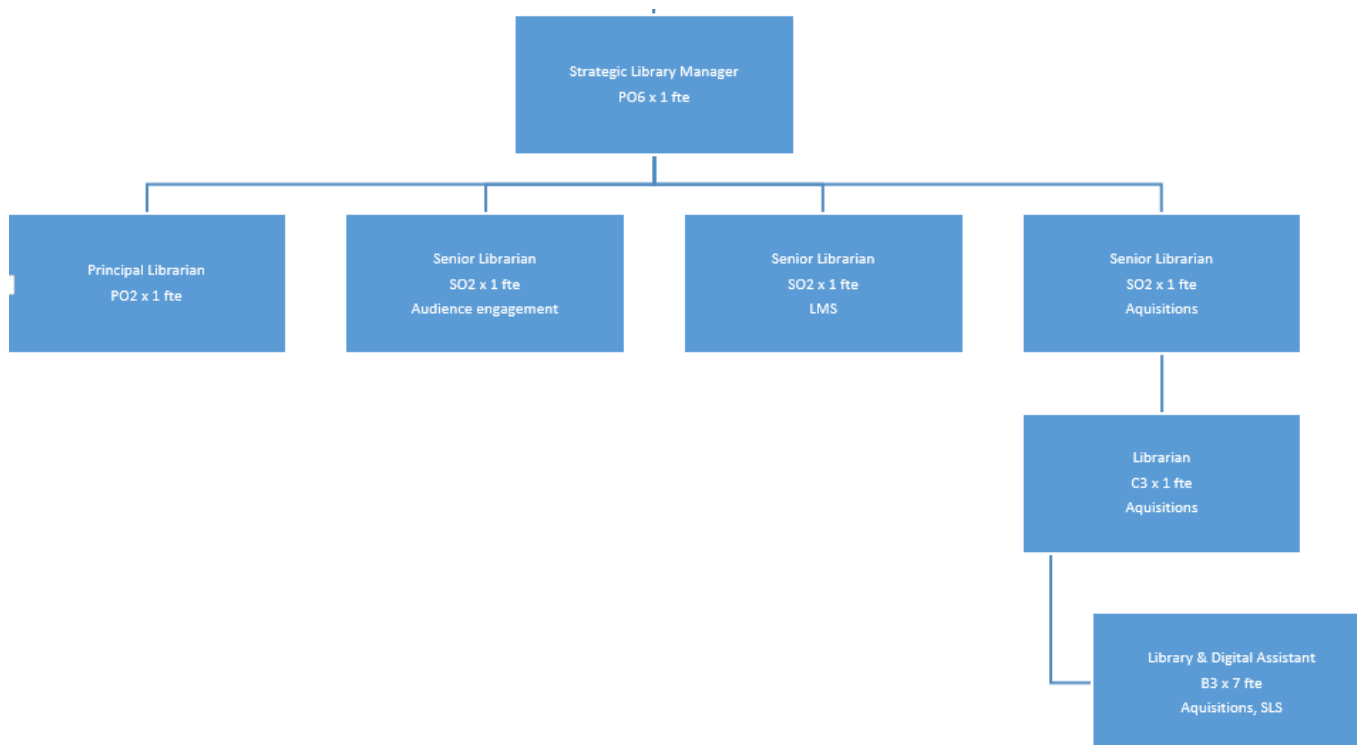 Strategic Library Manager
PO6 x 1 fte
Principal Librarian
PO2 x 1 fte
Senior Librarian
SO2 x 1 fte
Audience engagement
Senior Librarian
SO2 x 1 fte
LMS
Senior Librarian
SO2 x 1 fte
Aquisitions
Librarian
C3 x 1 fte
Aquisitions
Library & Digital Assistant
B3 x 7 fte
Aquisitions, SLS